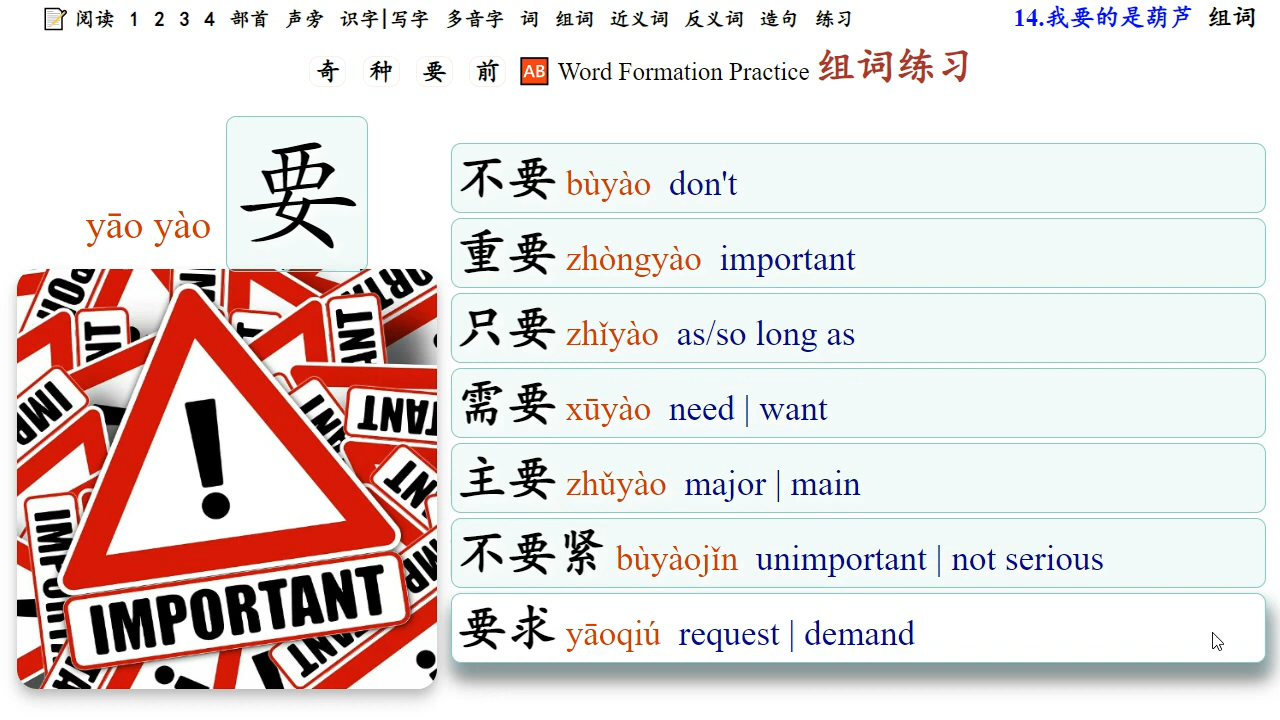 📝 阅读 1 2 3 4 部首 声旁 识字|写字 多音字 词 组词 近义词 反义词 造句 练习 14.我要的是葫芦 组词
奇 种 要 前 🆎 Word Formation Practice 组词练习
yāo yào 要
IMPORTANT
不要 bùyào don't
重要 zhòngyào important
只要 zhǐyào as/so long as
需要 xūyào need | want
主要 zhǔyào major | main
不要紧 bùyàojǐn unimportant | not serious
要求 yāoqiú request | demand